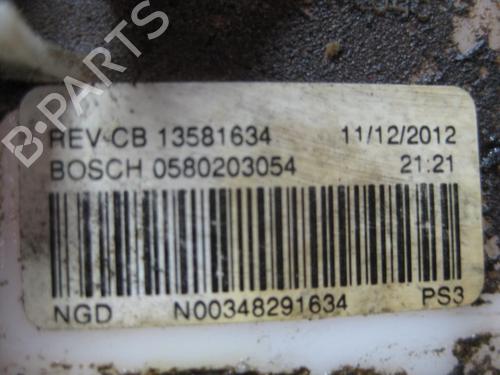 B-PARTS
REV-CB 13581634 11/12/2012
BOSCH 0580203054 21:21
NGD N00348291634 PS3